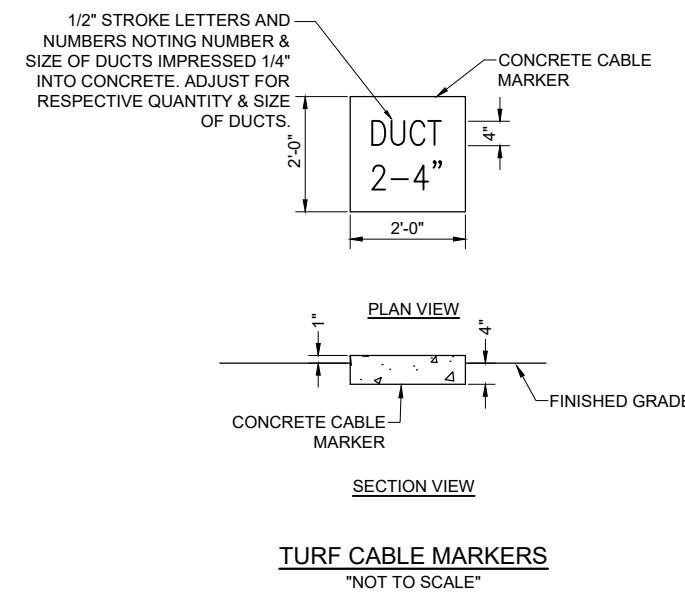 1/2" STROKE LETTERS AND
NUMBERS NOTING NUMBER &
SIZE OF DUCTS IMPRESSED 1/4"
INTO CONCRETE. ADJUST FOR
RESPECTIVE QUANTITY & SIZE
OF DUCTS.
CONCRETE CABLE
MARKER
DUCT
2-4"
4"
2'-0"
2'-0"
PLAN VIEW
1"
4"
CONCRETE CABLE
MARKER
FINISHED GRADE
SECTION VIEW
TURF CABLE MARKERS
"NOT TO SCALE"